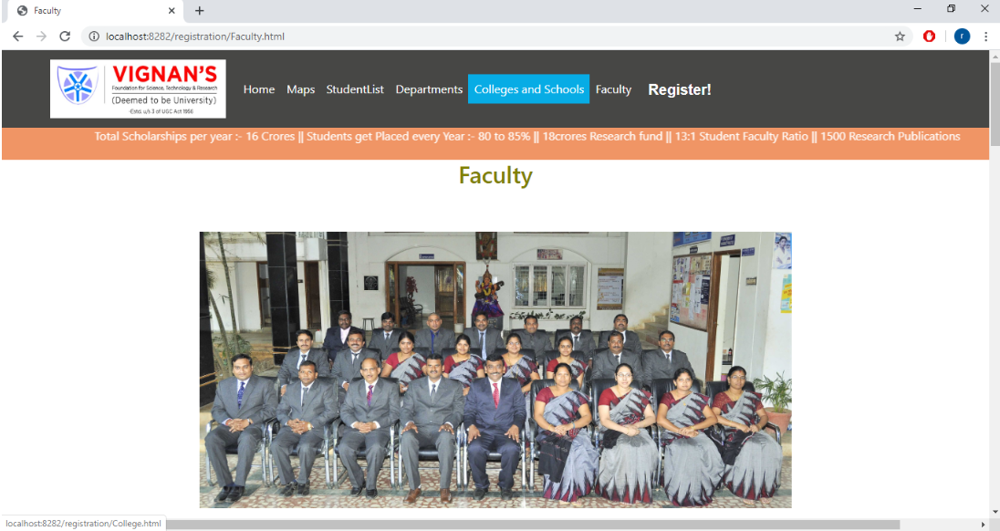 Faculty
localhost:8282/registration/Faculty.html
r
VIGNAN'S
Foundation for Science, Technology & Research
(Deemed to be University)
-Estd. u/s 3 of UGC Act 1956
Home Maps StudentList Departments Colleges and Schools Faculty Register!
Total Scholarships per year :- 16 Crores || Students get Placed every Year :- 80 to 85% || 18crores Research fund || 13:1 Student Faculty Ratio || 1500 Research Publications
Faculty
localhost:8282/registration/College.html